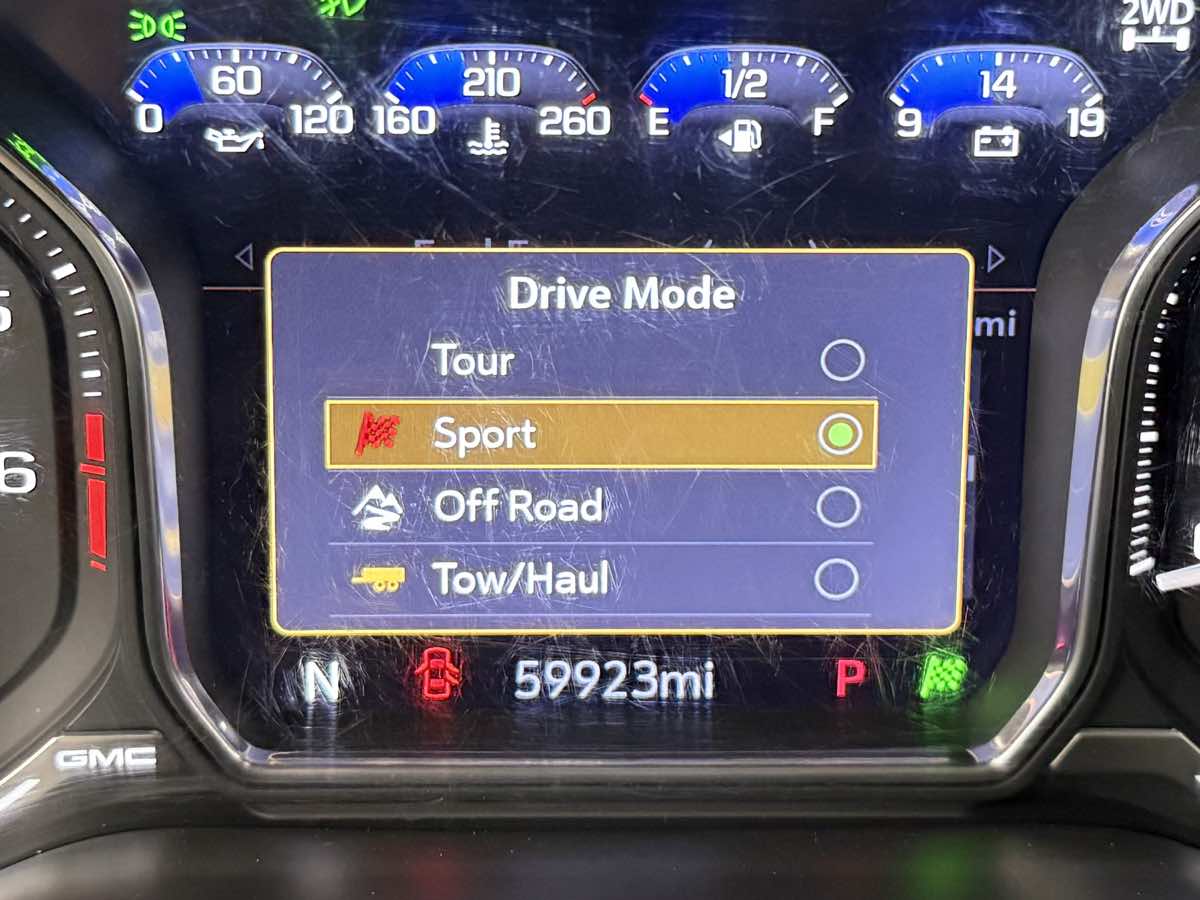 2WD
60
0 120
210
160 260
1/2
E F
14
9 19
Drive Mode
Tour
mi
Sport
Off Road
6
Tow/Haul
N 59923mi P
GMC